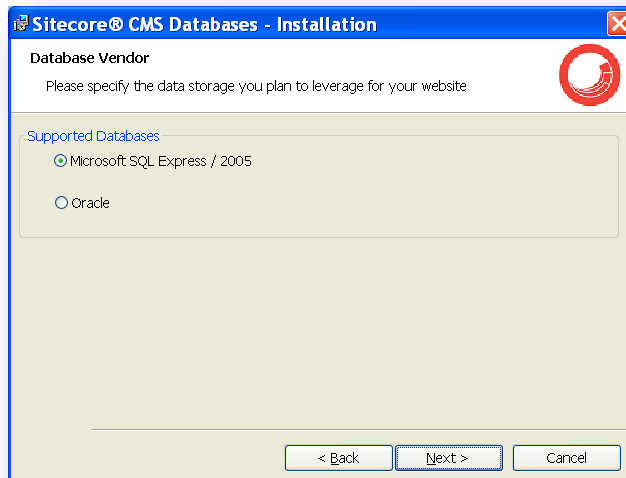 Sitecore® CMS Databases - Installation
Database Vendor
Please specify the data storage you plan to leverage for your website
Supported Databases
Microsoft SQL Express / 2005
Oracle
< Back
Next >
Cancel